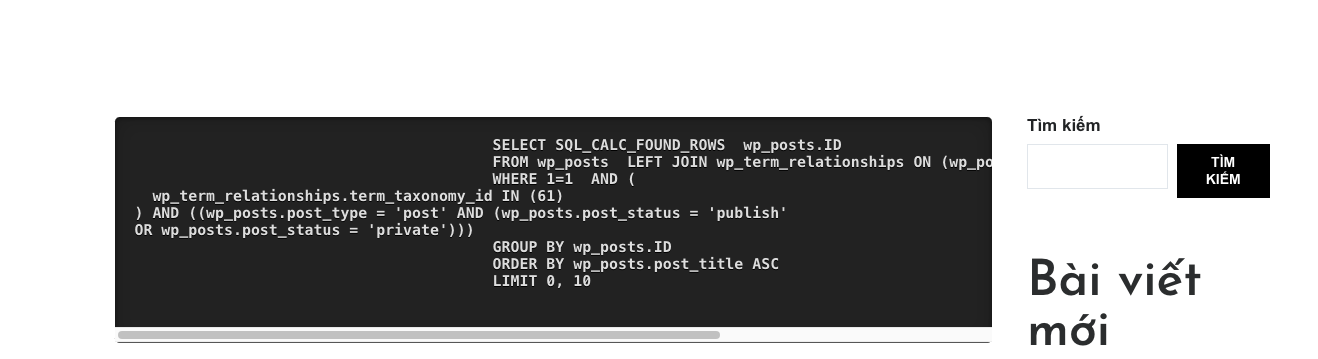 SELECT SQL_CALC_FOUND_ROWS  wp_posts.ID
FROM wp_posts  LEFT JOIN wp_term_relationships ON (wp_po
WHERE 1=1  AND (
wp_term_relationships.term_taxonomy_id IN (61)
) AND ((wp_posts.post_type = 'post' AND (wp_posts.post_status = 'publish'
OR wp_posts.post_status = 'private')))
GROUP BY wp_posts.ID
ORDER BY wp_posts.post_title ASC
LIMIT 0, 10
Tìm kiếm
TÌM
KIẾM
Bài viết
mới